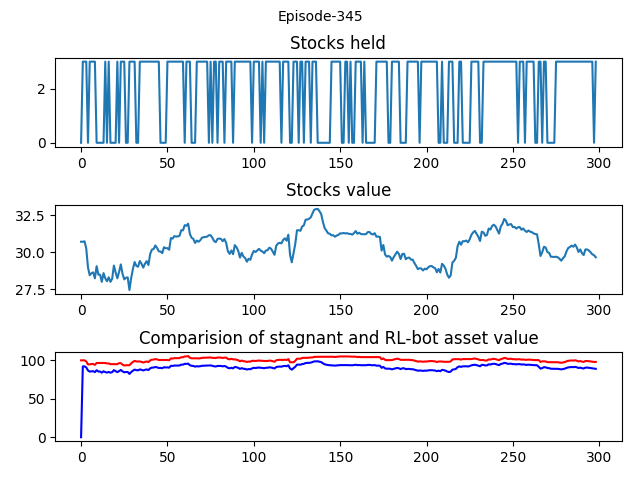 Episode-345
Stocks held
2
0
0 50 100 150 200 250 300
Stocks value
32.5
30.0
27.5
0 50 100 150 200 250 300
Comparision of stagnant and RL-bot asset value
100
50
0
0 50 100 150 200 250 300